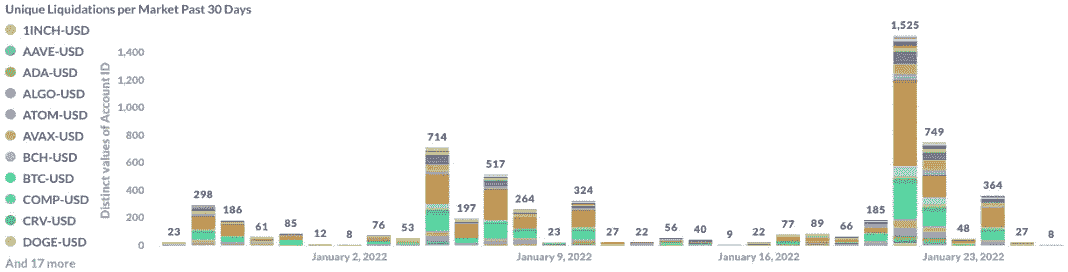 Unique Liquidations per Market Past 30 Days
1INCH-USD
AAVE-USD
ADA-USD
ALGO-USD
ATOM-USD
AVAX-USD
BCH-USD
BTC-USD
COMP-USD
CRV-USD
DOGE-USD
And 17 more
Distinct values of Account ID
1,400
1,200
1,000
800
600
400
200
0
23 298 186 61 85 12 8 76 53 714 197 517 264 23 324 27 22 56 40 9 22 77 89 66 185 1,525 749 48 364 27 8
January 2, 2022 January 9, 2022 January 16, 2022 January 23, 2022